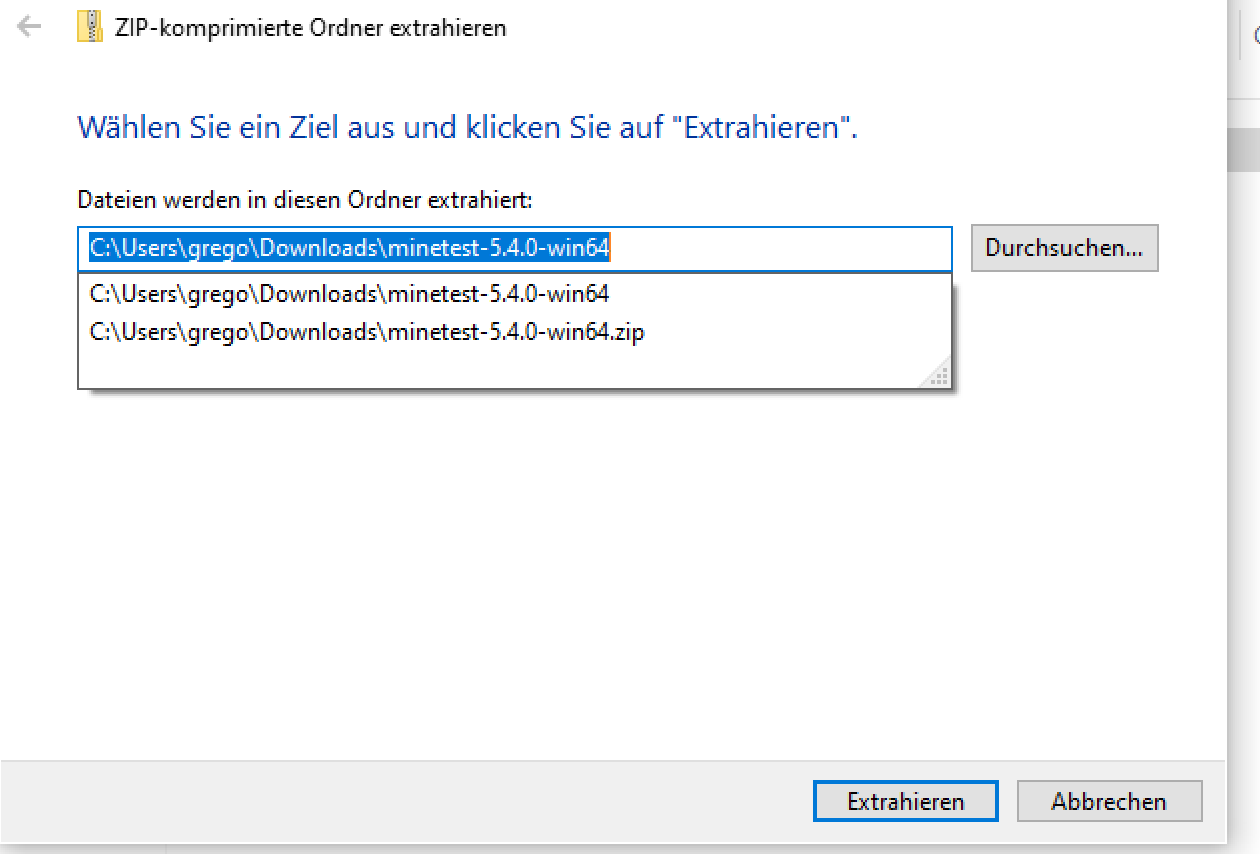 ZIP-komprimierte Ordner extrahieren
Wählen Sie ein Ziel aus und klicken Sie auf "Extrahieren".
Dateien werden in diesen Ordner extrahiert:
C:\Users\grego\Downloads\minetest-5.4.0-win64 Durchsuchen...
C:\Users\grego\Downloads\minetest-5.4.0-win64
C:\Users\grego\Downloads\minetest-5.4.0-win64.zip
Extrahieren Abbrechen